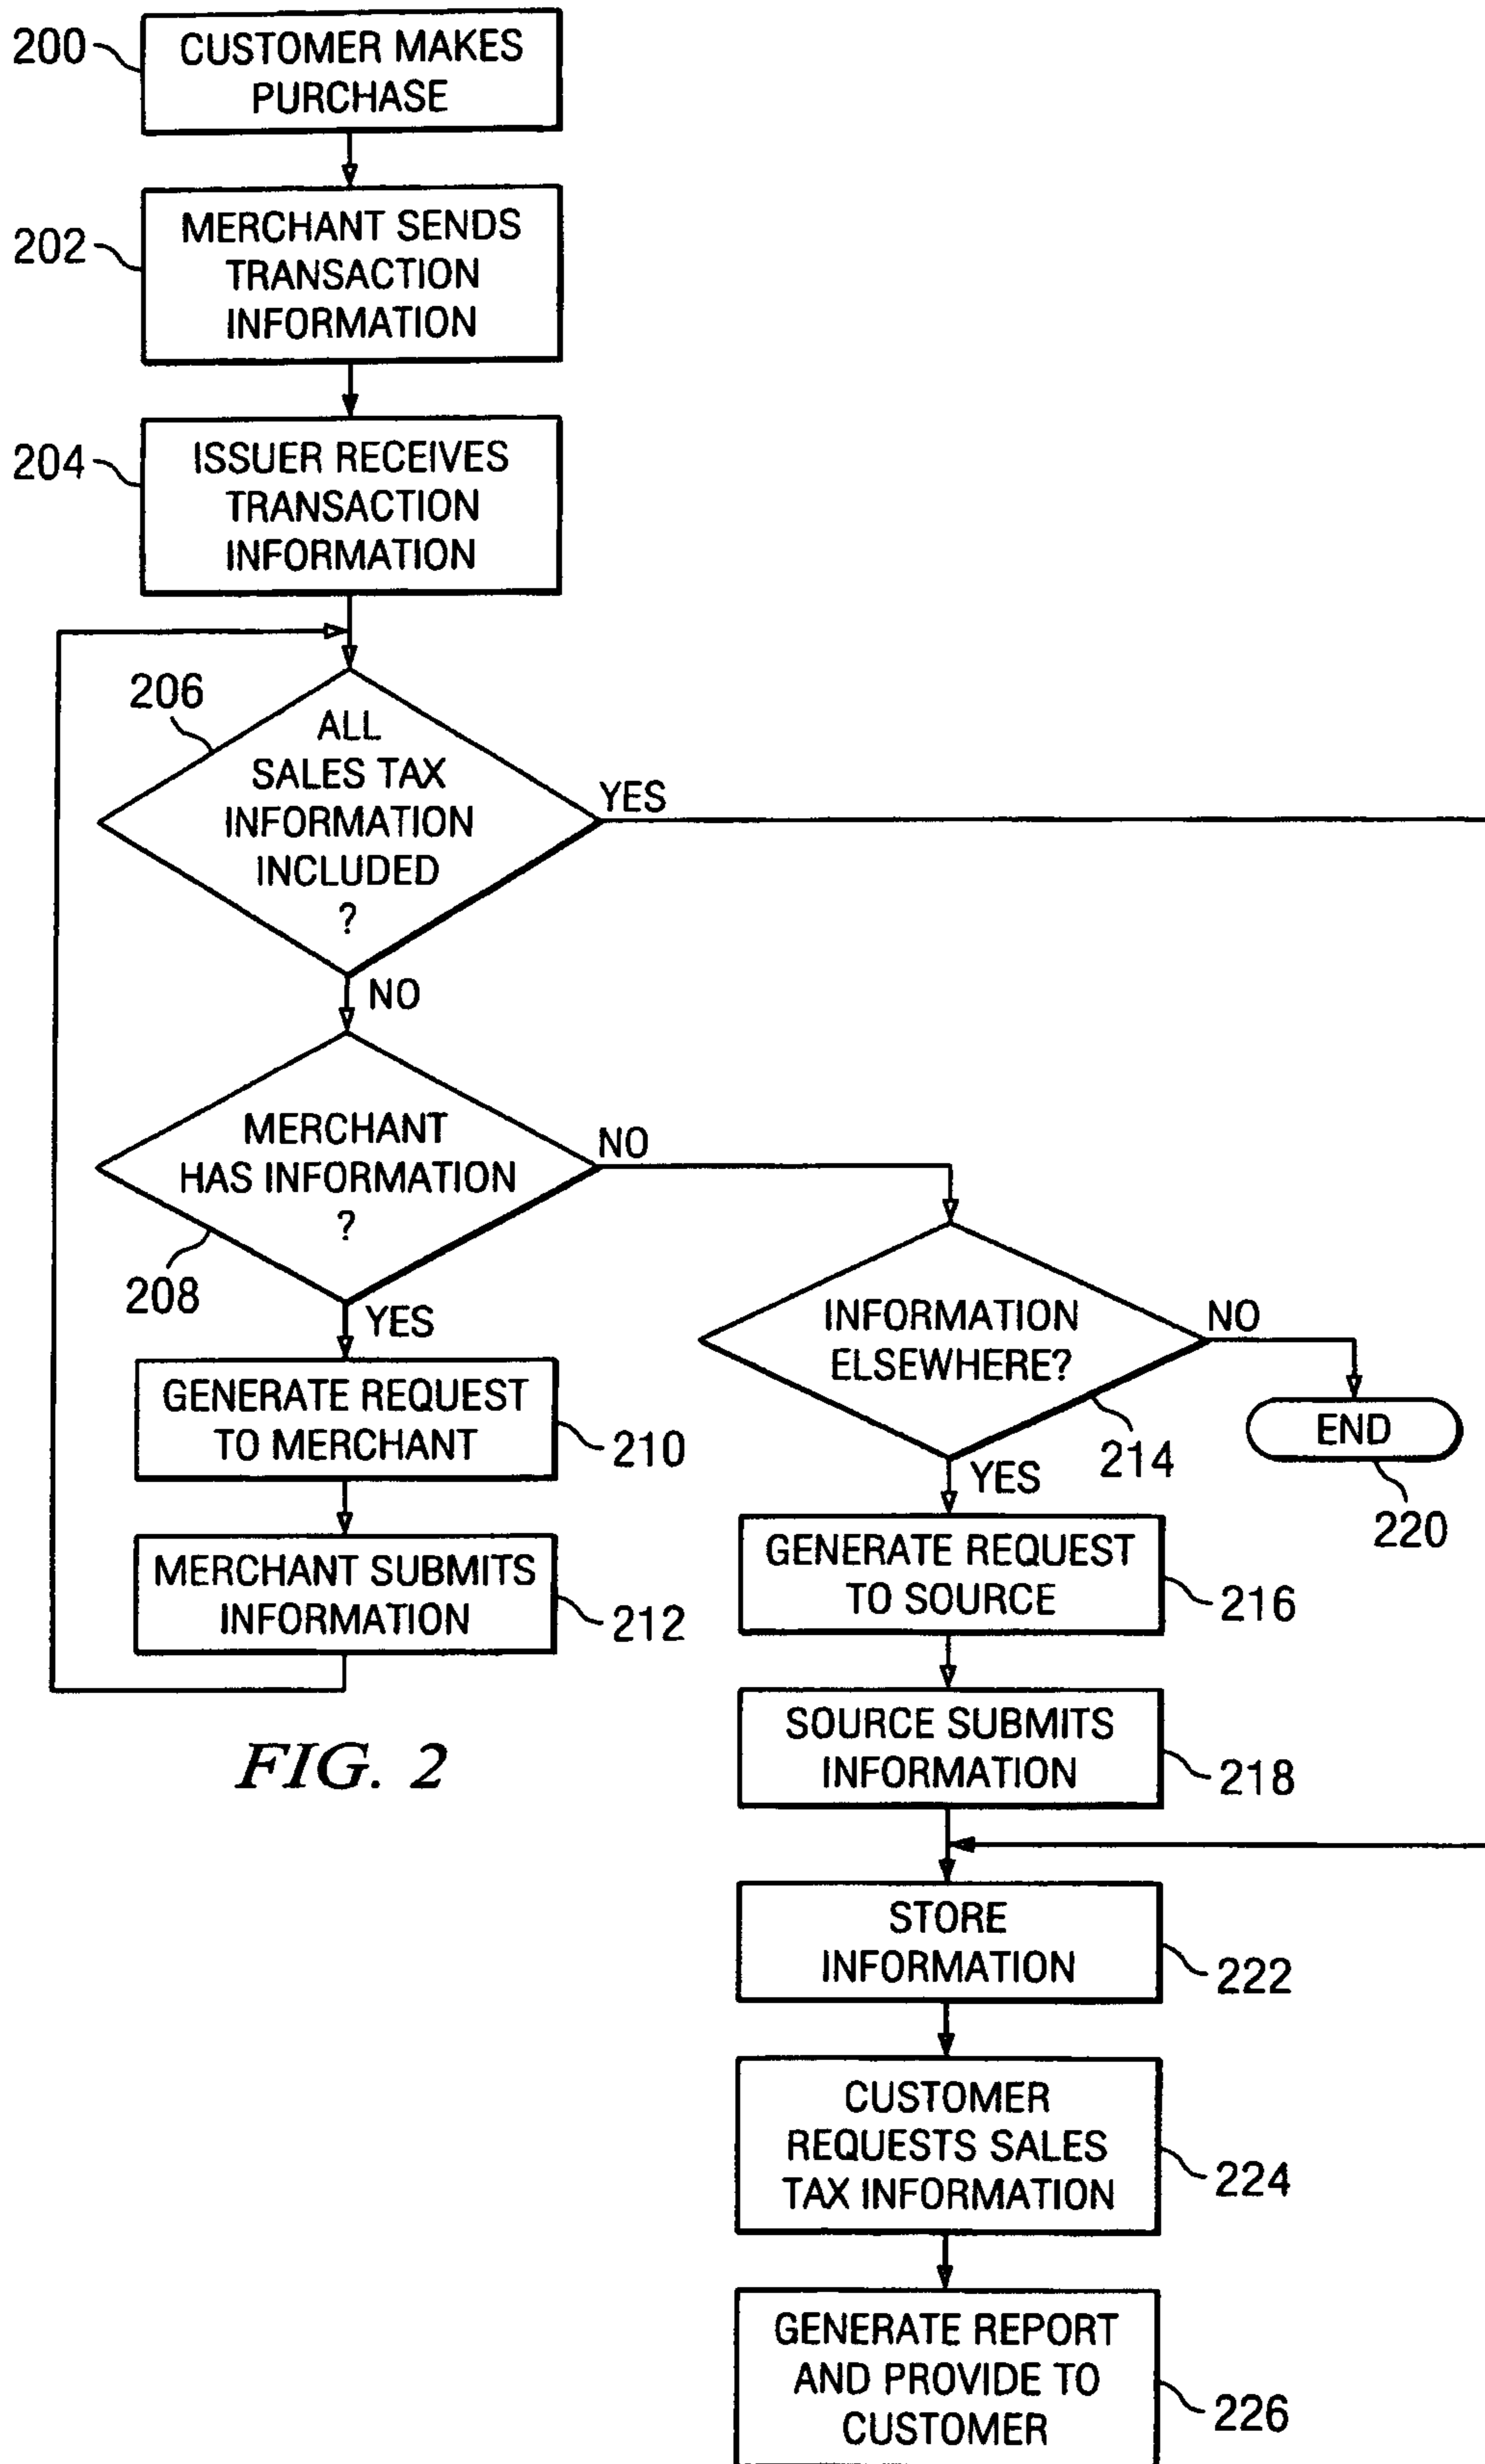 200
CUSTOMER MAKES
PURCHASE
202
MERCHANT SENDS
TRANSACTION
INFORMATION
204
ISSUER RECEIVES
TRANSACTION
INFORMATION
206
ALL
SALES TAX
INFORMATION
INCLUDED
?
YES
NO
MERCHANT
HAS INFORMATION
?
NO
208
YES
GENERATE REQUEST
TO MERCHANT
210
MERCHANT SUBMITS
INFORMATION
212
INFORMATION
ELSEWHERE?
NO
214
END
220
YES
GENERATE REQUEST
TO SOURCE
216
SOURCE SUBMITS
INFORMATION
218
FIG. 2
STORE
INFORMATION
222
CUSTOMER
REQUESTS SALES
TAX INFORMATION
224
GENERATE REPORT
AND PROVIDE TO
CUSTOMER
226